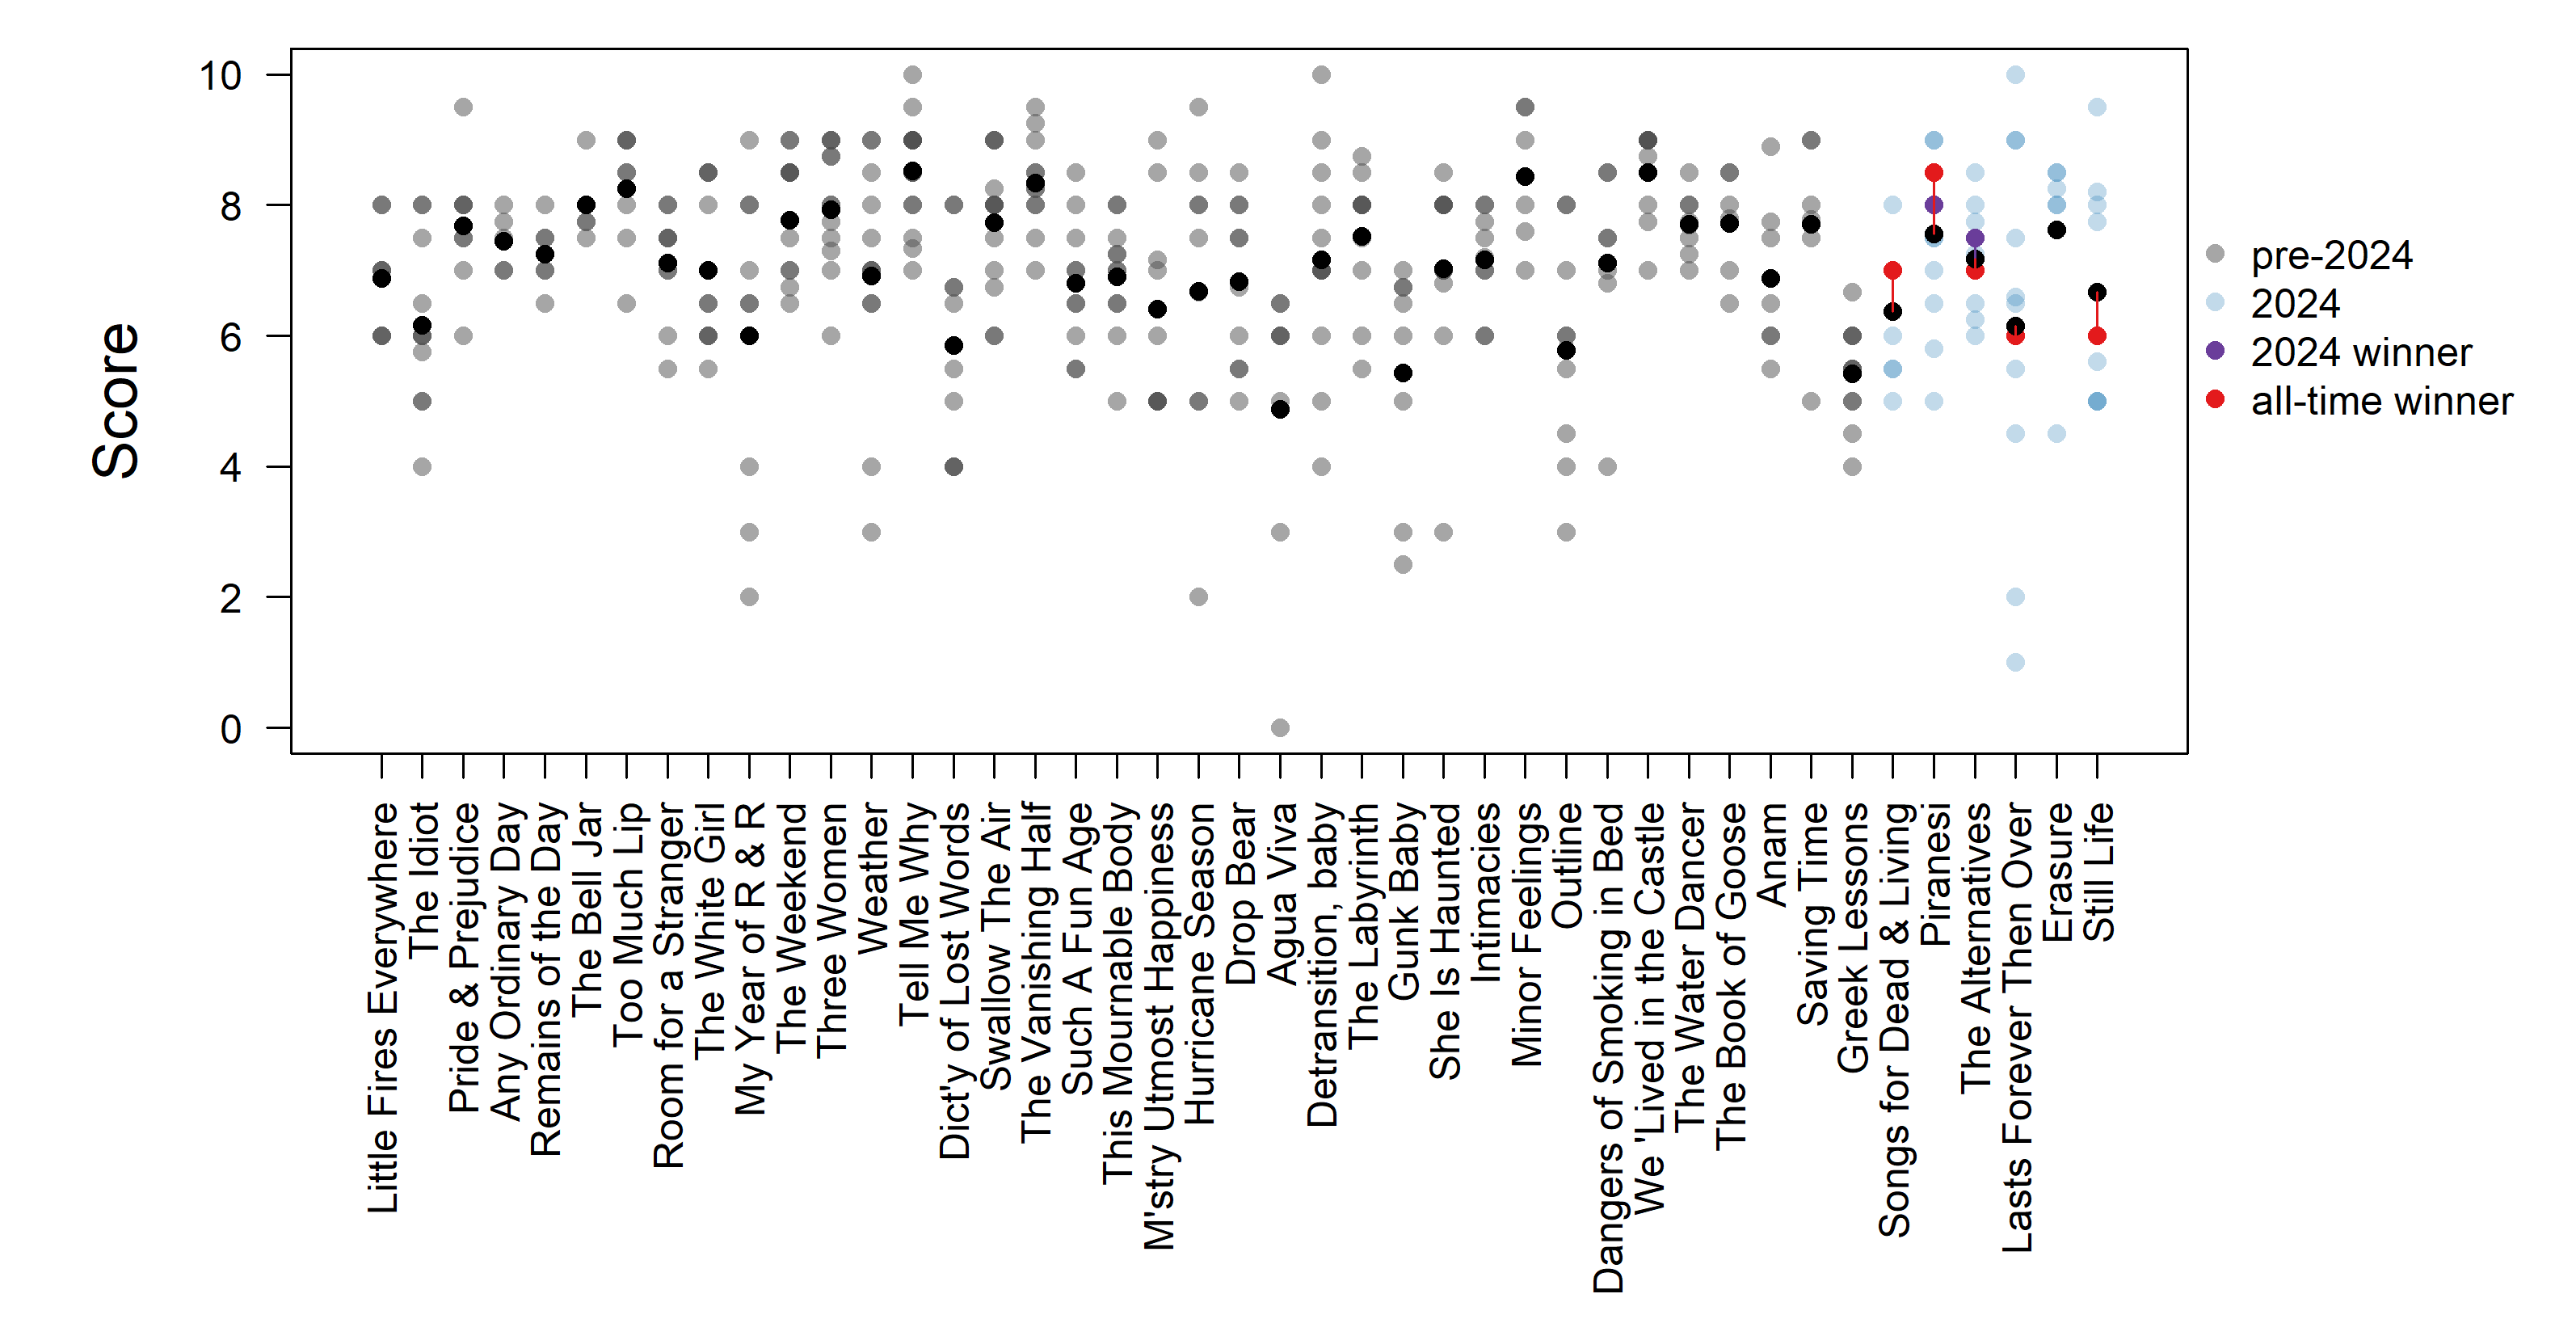 Score
10
8
6
4
2
0
Little Fires Everywhere
The Idiot
Pride & Prejudice
Any Ordinary Day
Remains of the Day
The Bell Jar
Too Much Lip
Room for a Stranger
The White Girl
My Year of R & R
The Weekend
Three Women
Weather
Tell Me Why
Dict'y of Lost Words
Swallow The Air
The Vanishing Half
Such A Fun Age
This Mournable Body
M'stry Utmost Happiness
Hurricane Season
Drop Bear
Agua Viva
Detransition, baby
The Labyrinth
Gunk Baby
She Is Haunted
Intimacies
Minor Feelings
Outline
Dangers of Smoking in Bed
We 'Lived in the Castle
The Water Dancer
The Book of Goose
Anam
Saving Time
Greek Lessons
Songs for Dead & Living
Piranesi
The Alternatives
Lasts Forever Then Over
Erasure
Still Life
pre-2024
2024
2024 winner
all-time winner